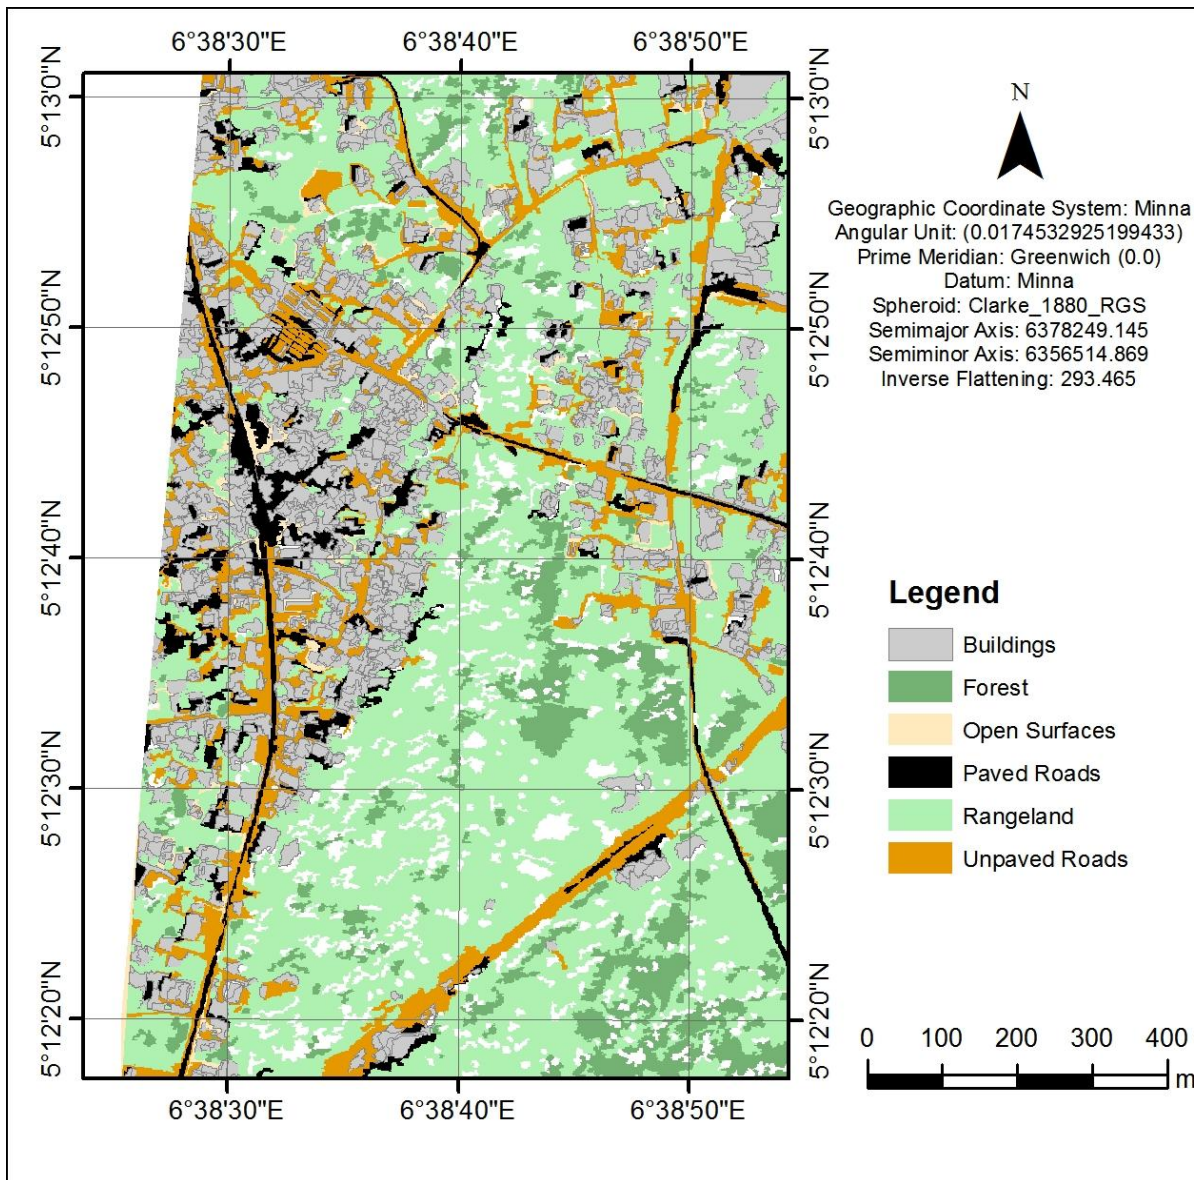 6°38'30"E 6°38'40"E 6°38'50"E
5°13'0"N 5°13'0"N
5°12'50"N 5°12'50"N
5°12'40"N 5°12'40"N
5°12'30"N 5°12'30"N
5°12'20"N 5°12'20"N
6°38'30"E 6°38'40"E 6°38'50"E
N
Geographic Coordinate System: Minna
Angular Unit: (0.0174532925199433)
Prime Meridian: Greenwich (0.0)
Datum: Minna
Spheroid: Clarke_1880_RGS
Semimajor Axis: 6378249.145
Semiminor Axis: 6356514.869
Inverse Flattening: 293.465
Legend
Buildings
Forest
Open Surfaces
Paved Roads
Rangeland
Unpaved Roads
0 100 200 300 400
m